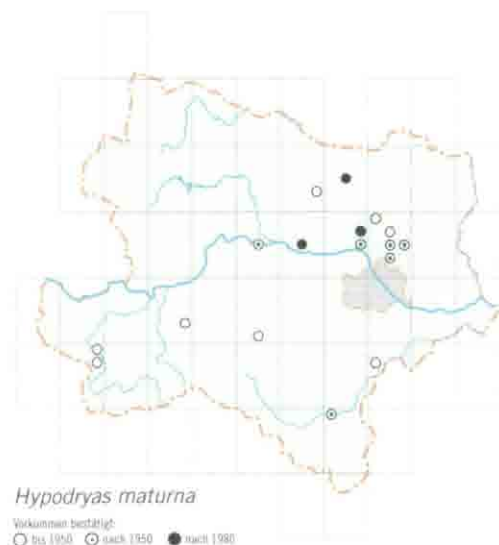 Hypodryas maturna
Vorkommen bestätigt:
bis 1950 nach 1950 nach 1980